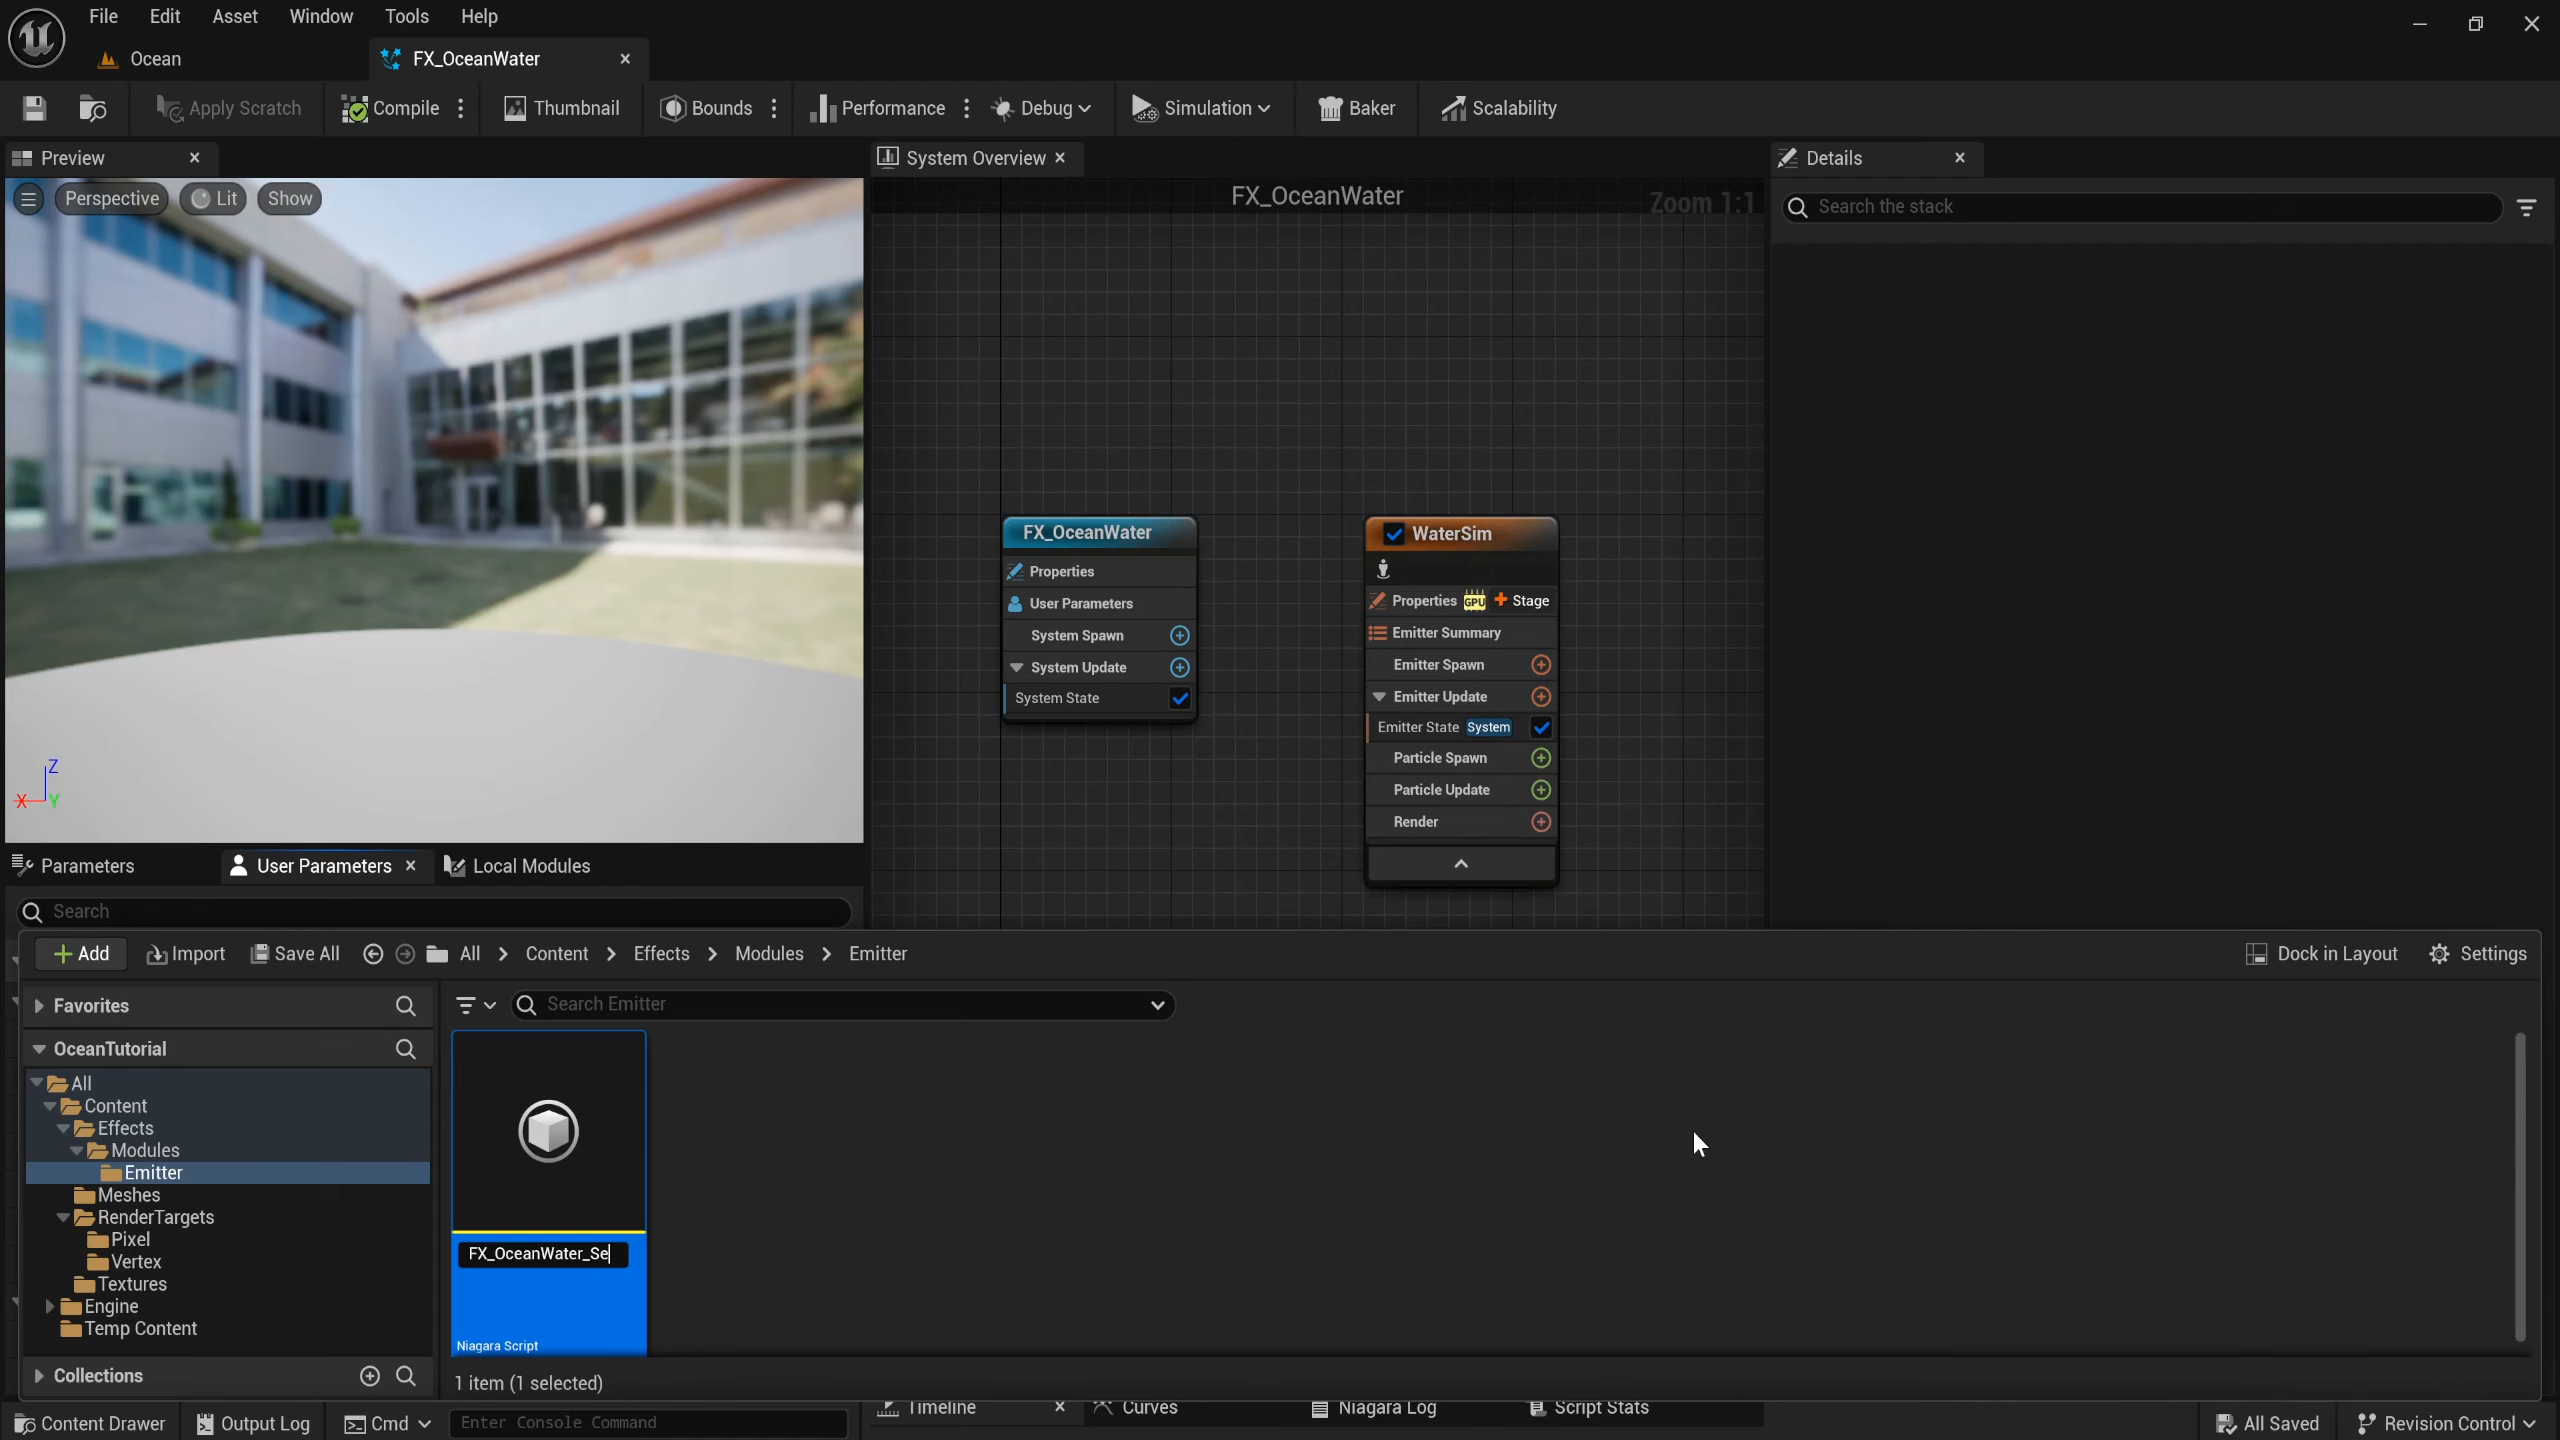 File Edit Asset Window Tools Help
Ocean FX_OceanWater
Apply Scratch Compile Thumbnail Bounds Performance Debug Simulation Baker Scalability
Preview System Overview Details
Perspective Lit Show FX_OceanWater Zoom 1:1 Search the stack
FX_OceanWater
Properties
User Parameters
System Spawn
System Update
System State
WaterSim
Properties GPU Stage
Emitter Summary
Emitter Spawn
Emitter Update
Emitter State System
Particle Spawn
Particle Update
Render
Z
X Y
Parameters User Parameters Local Modules
Search
Add Import Save All All Content Effects Modules Emitter Dock in Layout Settings
Favorites Search Emitter
OceanTutorial
All
Content
Effects
Modules
Emitter
Meshes
RenderTargets
Pixel
Vertex
Textures
Engine
Temp Content
FX_OceanWater_Se
Niagara Script
Collections 1 item (1 selected)
Timeline Curves Niagara Log Script Stats
Content Drawer Output Log Cmd Enter Console Command All Saved Revision Control